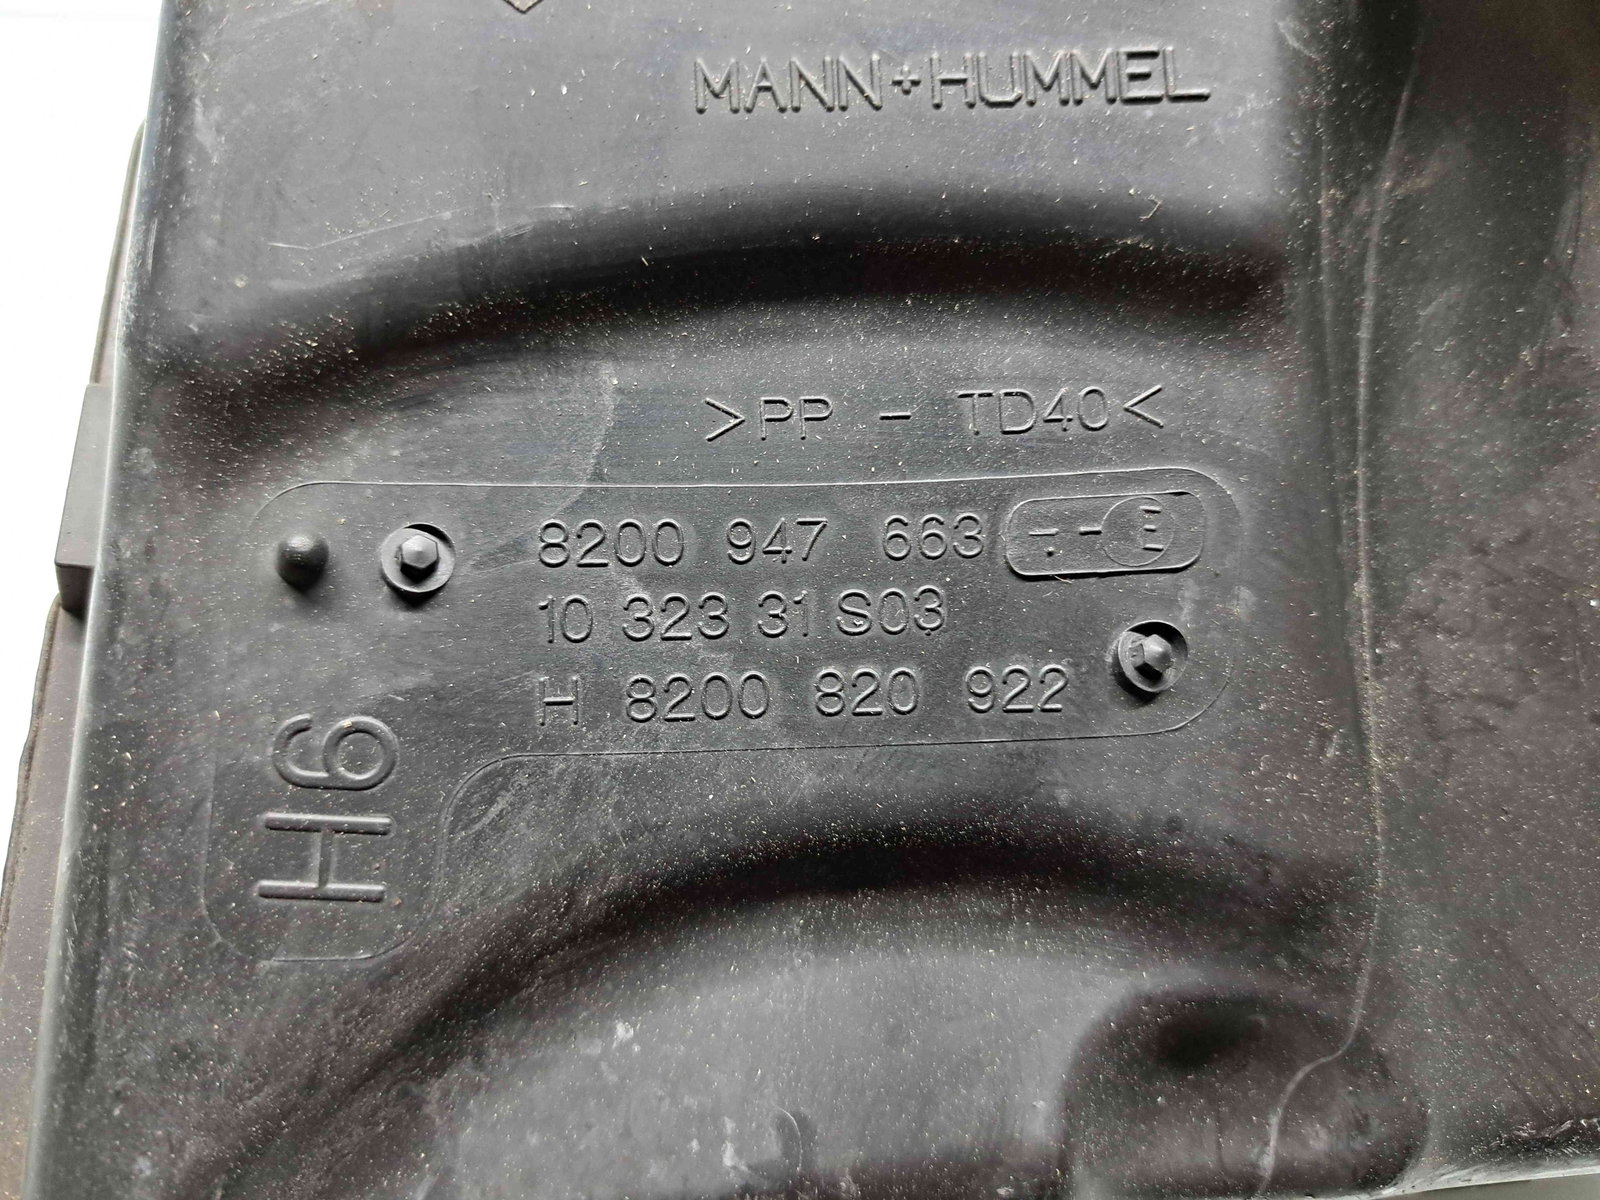 MANN+HUMMEL
>PP - TD40<
8200 947 663 --E
10 323 31 S03
H 8200 820 922
H6